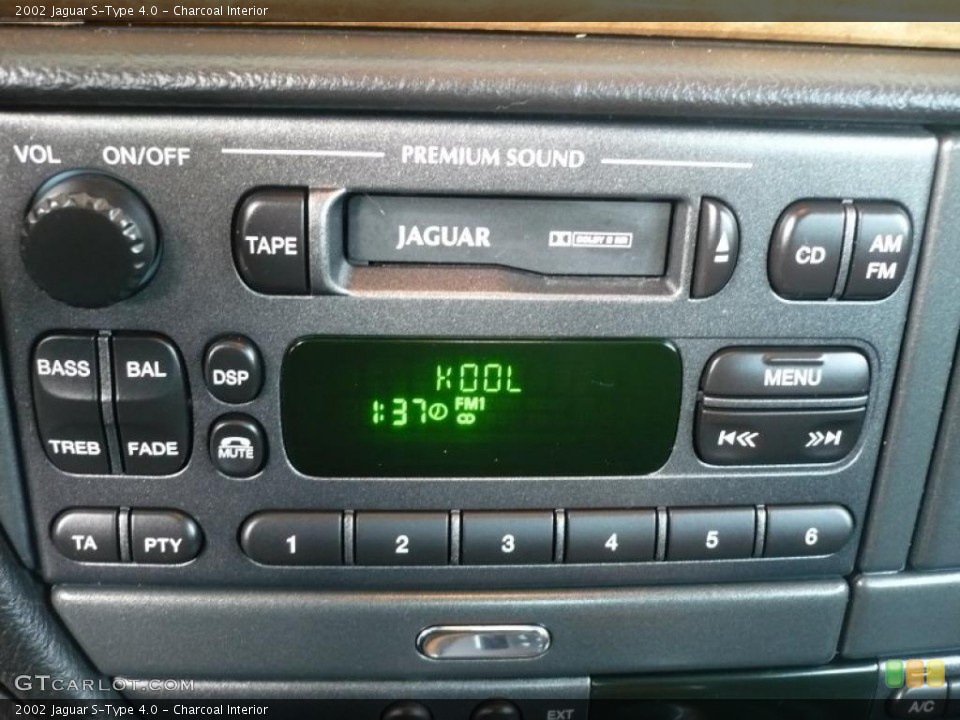 2002 Jaguar S-Type 4.0 - Charcoal Interior
VOL ON/OFF PREMIUM SOUND
TAPE JAGUAR DOLBY B NR CD AM
FM
BASS BAL DSP KOOL MENU
1:37 FM1
TREB FADE MUTE
TA PTY 1 2 3 4 5 6
GTCARLOT.COM
A/C
EXT
2002 Jaguar S-Type 4.0 - Charcoal Interior